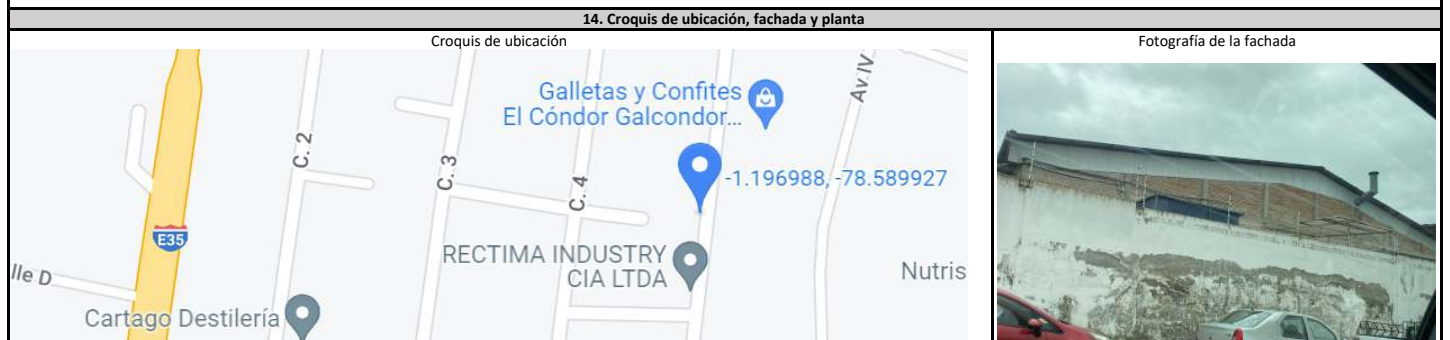 14. Croquis de ubicación, fachada y planta
Croquis de ubicación
Fotografía de la fachada
Galletas y Confites
El Cóndor Galcondor...
Av IV
C. 2
C. 3
C. 4
-1.196988, -78.589927
E35
RECTIMA INDUSTRY
CIA LTDA
Nutris
lle D
Cartago Destilería